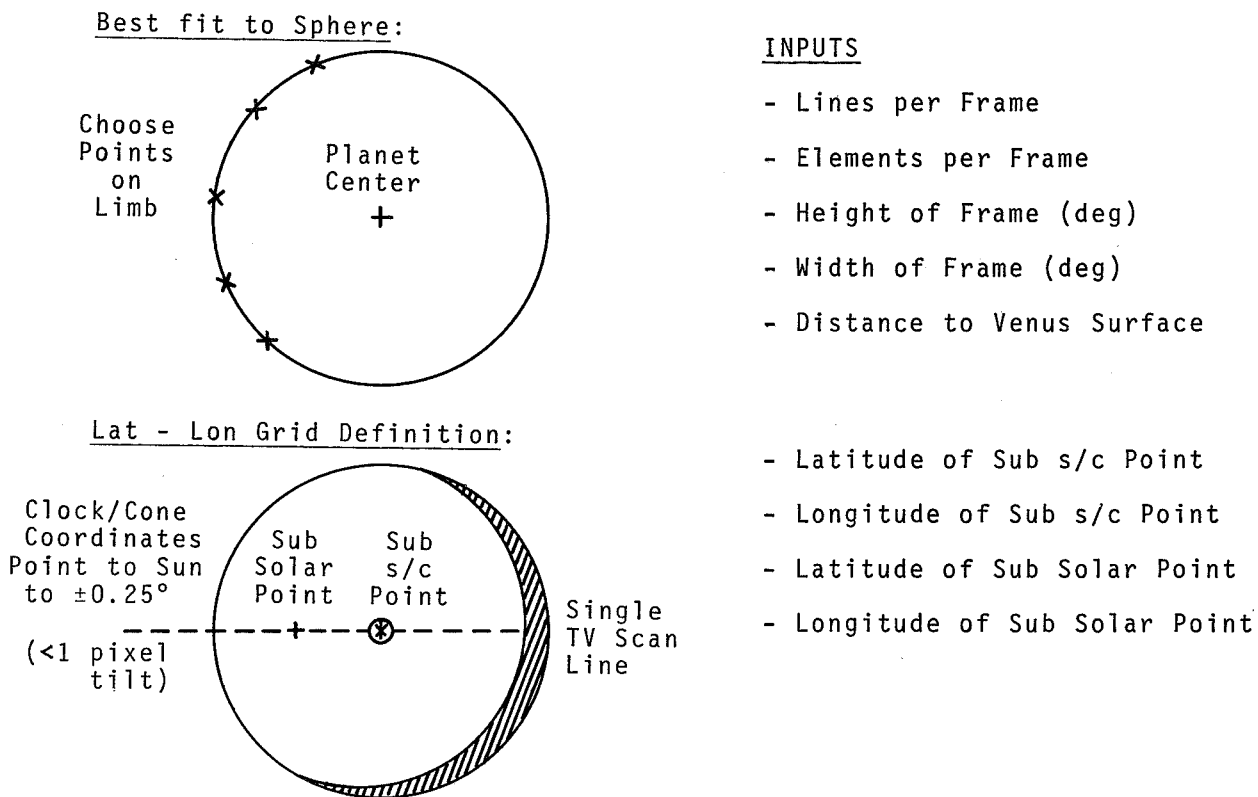 Best fit to Sphere:
Choose
Points
on
Limb
Planet
Center
INPUTS
- Lines per Frame
- Elements per Frame
- Height of Frame (deg)
- Width of Frame (deg)
- Distance to Venus Surface
Lat - Lon Grid Definition:
Clock/Cone
Coordinates
Point to Sun
to ±0.25°
(<1 pixel
tilt)
Sub
Solar
Point
Sub
s/c
Point
Single
TV Scan
Line
- Latitude of Sub s/c Point
- Longitude of Sub s/c Point
- Latitude of Sub Solar Point
- Longitude of Sub Solar Point